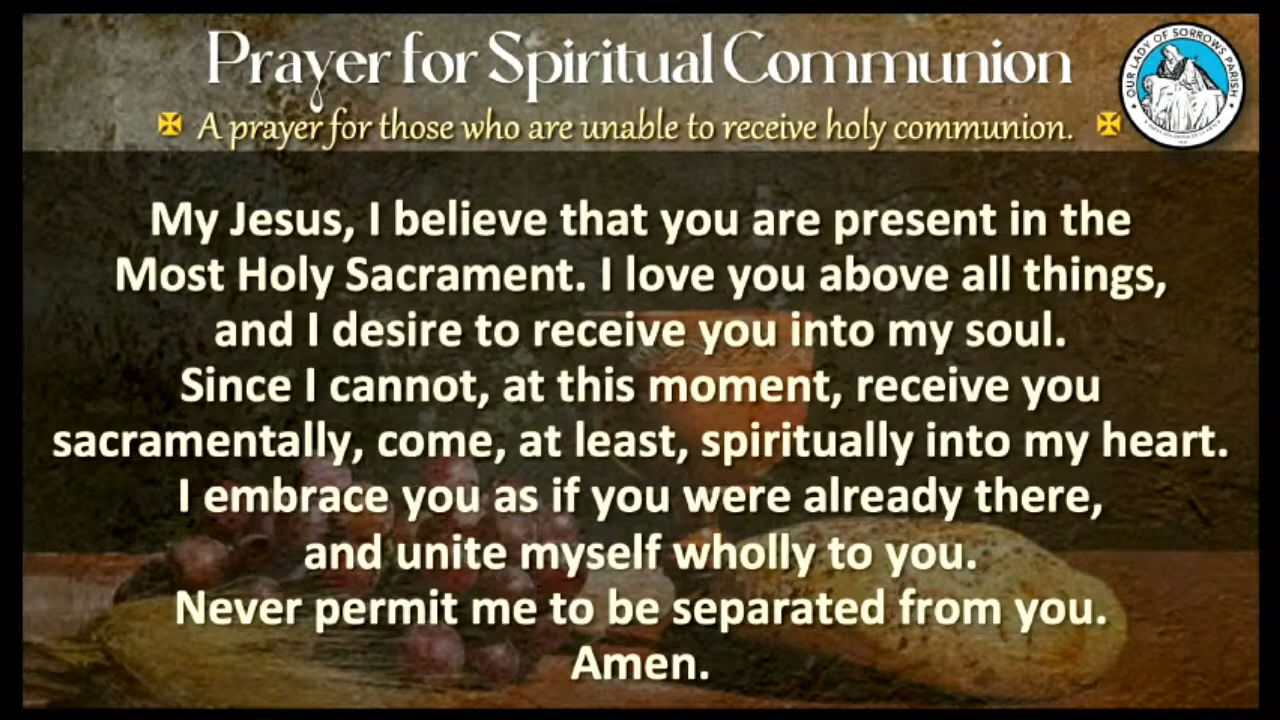 Prayer for Spiritual Communion
A prayer for those who are unable to receive holy communion.
OUR LADY OF SORROWS PARISH
My Jesus, I believe that you are present in the
Most Holy Sacrament. I love you above all things,
and I desire to receive you into my soul.
Since I cannot, at this moment, receive you
sacramentally, come, at least, spiritually into my heart.
I embrace you as if you were already there,
and unite myself wholly to you.
Never permit me to be separated from you.
Amen.